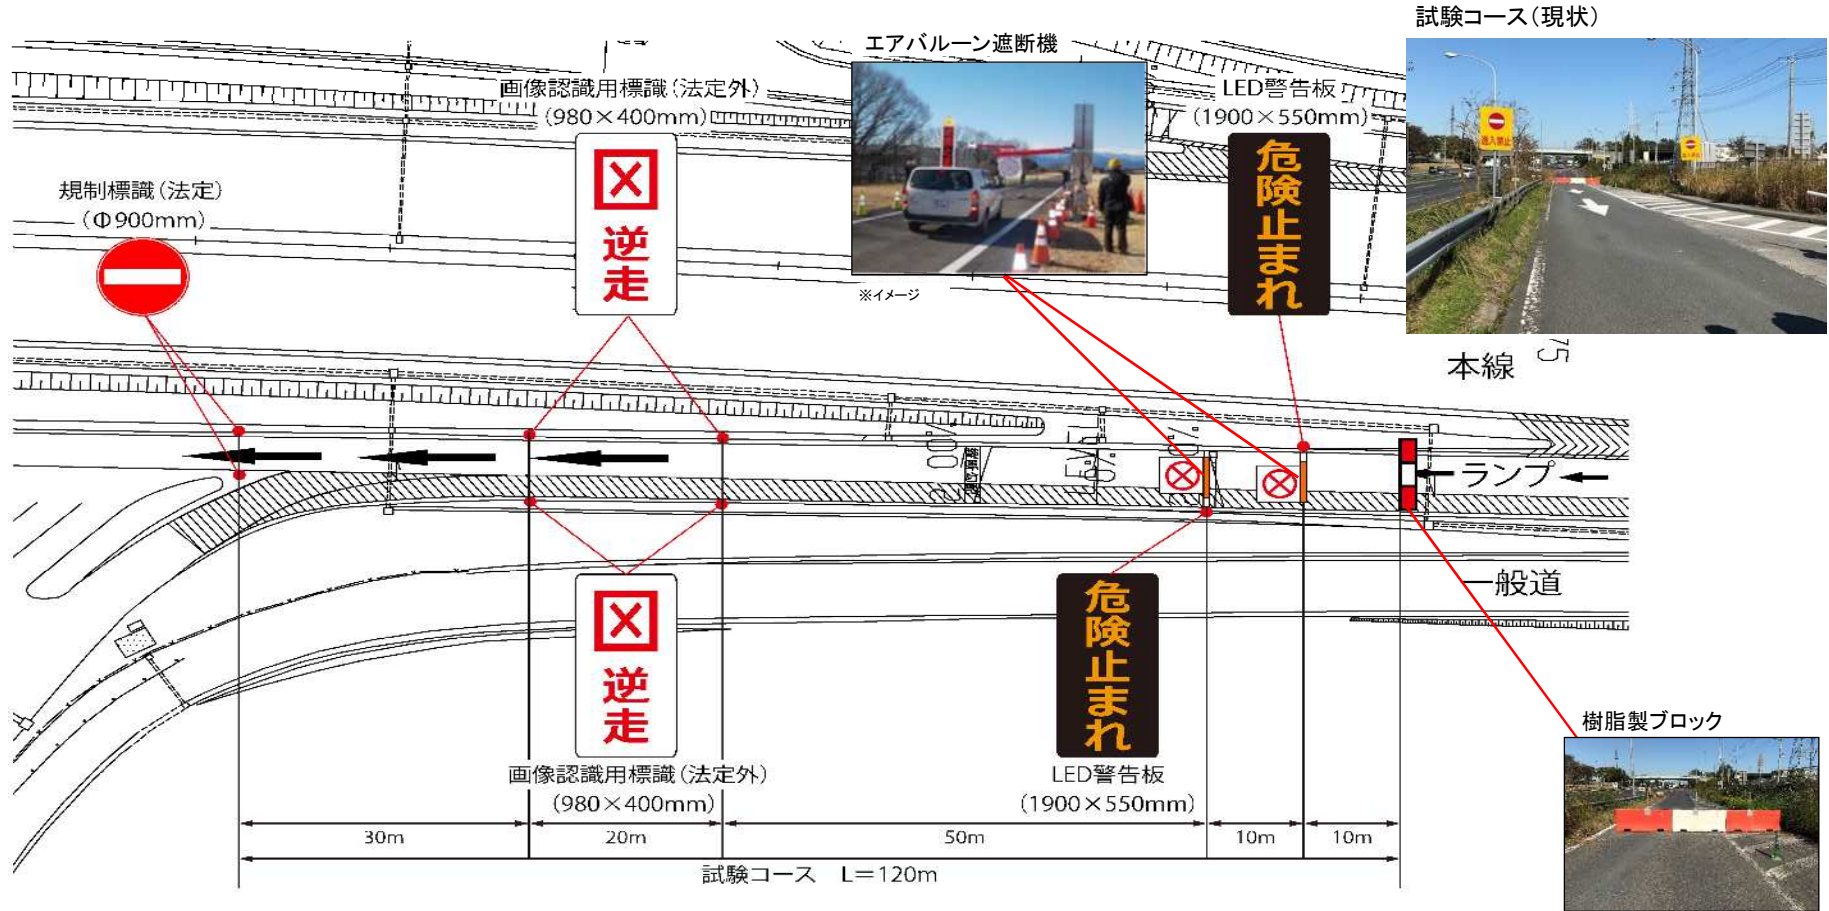 試験コース(現状)
進入禁止
エアバルーン遮断機
※イメージ
画像認識用標識(法定外)
(980×400mm)
逆走
LED警告板
(1900×550mm)
危険止まれ
規制標識(法定)
(Φ900mm)
本線
75
ランプ
一般道
逆走
画像認識用標識(法定外)
(980×400mm)
危険止まれ
LED警告板
(1900×550mm)
樹脂製ブロック
30m
20m
50m
10m
10m
試験コース L=120m